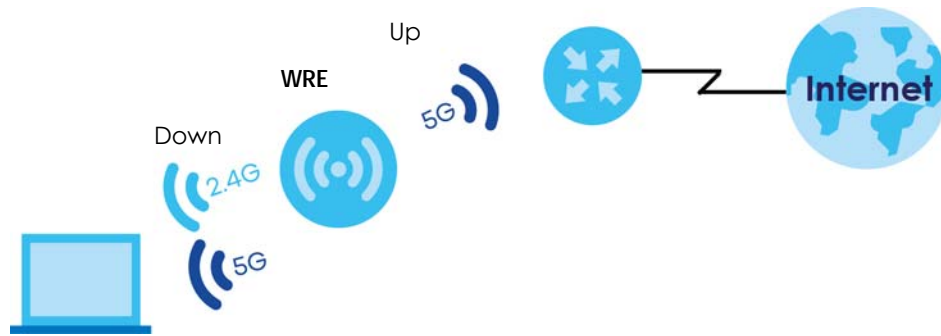 Up
WRE
5G
Internet
Down
2.4G
5G